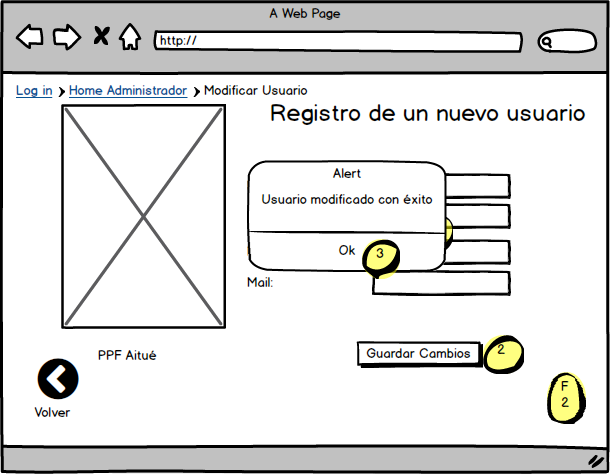 A Web Page
http://
Log in Home Administrador Modificar Usuario
Registro de un nuevo usuario
Alert
Usuario modificado con éxito
Ok
3
Mail:
PPF Aitué
Guardar Cambios
2
F
2
Volver